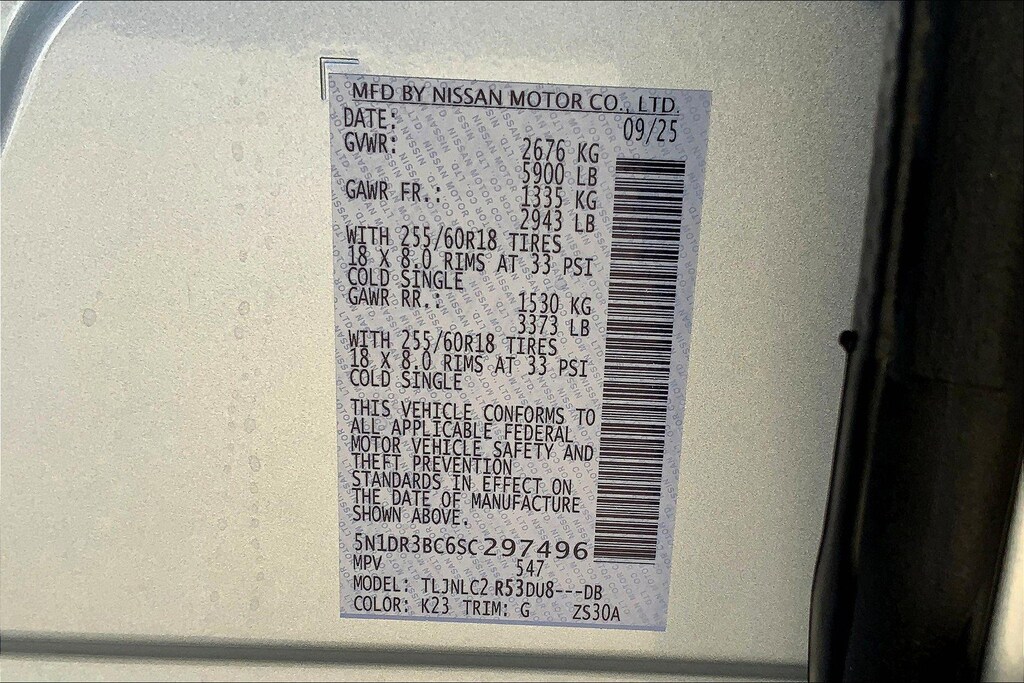 MFD BY NISSAN MOTOR CO., LTD.
DATE: 09/25
GVWR: 2676 KG
5900 LB
GAWR FR.: 1335 KG
2943 LB
WITH 255/60R18 TIRES
18 X 8.0 RIMS AT 33 PSI
COLD SINGLE
GAWR RR.: 1530 KG
3373 LB
WITH 255/60R18 TIRES
18 X 8.0 RIMS AT 33 PSI
COLD SINGLE
THIS VEHICLE CONFORMS TO
ALL APPLICABLE FEDERAL
MOTOR VEHICLE SAFETY AND
THEFT PREVENTION
STANDARDS IN EFFECT ON
THE DATE OF MANUFACTURE
SHOWN ABOVE.
5N1DR3BC6SC297496
MPV 547
MODEL: TLJNLC2 R53DU8---DB
COLOR: K23 TRIM: G ZS30A